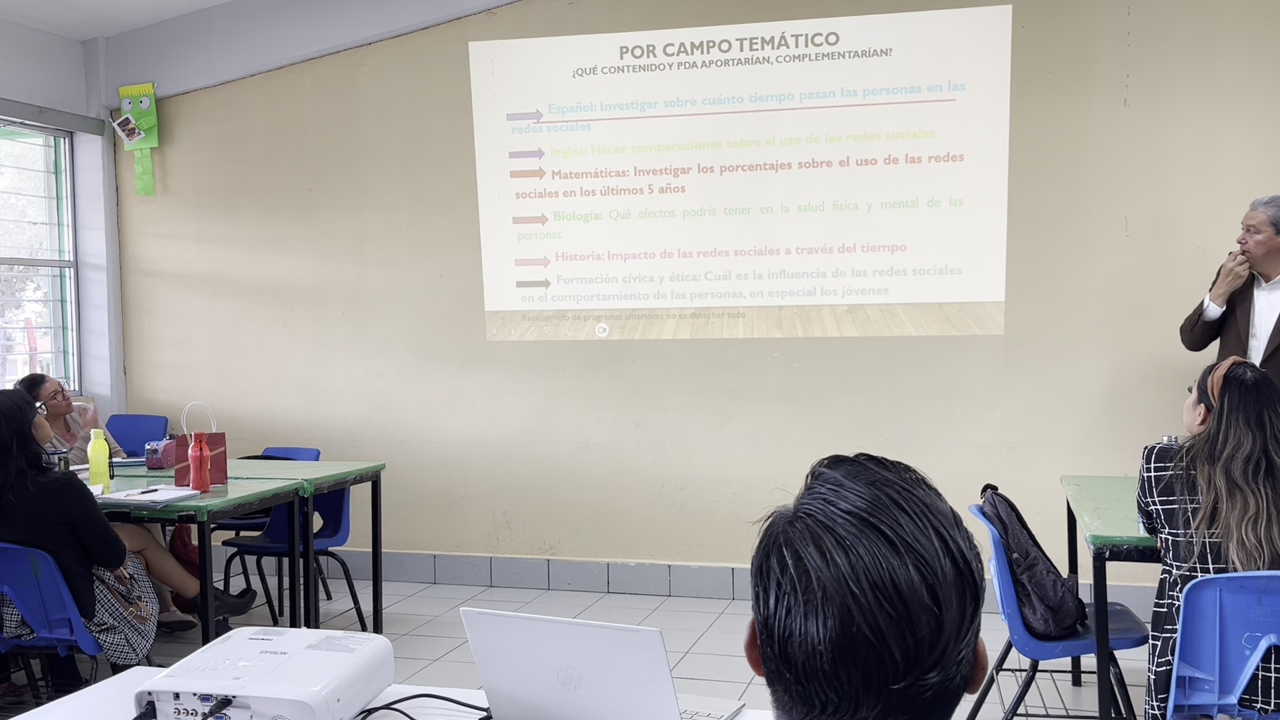 POR CAMPO TEMÁTICO
¿QUÉ CONTENIDO Y PDA APORTARÍAN, COMPLEMENTARÍAN?
Español: Investigar sobre cuánto tiempo pasan las personas en las
redes sociales
Inglés: Hacer comparaciones sobre el uso de las redes sociales
Matemáticas: Investigar los porcentajes sobre el uso de las redes
sociales en los últimos 5 años
Biología: Qué efectos podría tener en la salud física y mental de las
personas
Historia: Impacto de las redes sociales a través del tiempo
Formación cívica y ética: Cuál es la influencia de las redes sociales
en el comportamiento de las personas, en especial los jóvenes
de programas anteriores no es desechar todo
EPSON
hp